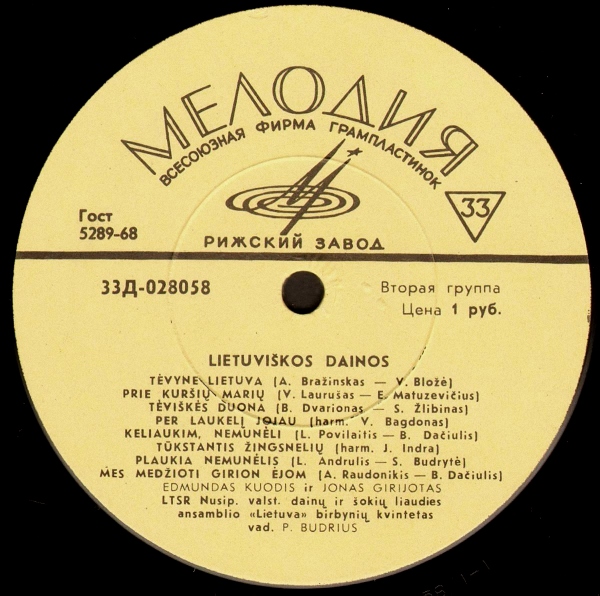 МЕЛОДИЯ
ВСЕСОЮЗНАЯ ФИРМА ГРАМПЛАСТИНОК
33
Гост
5289-68
РИЖСКИЙ ЗАВОД
33Д-028058
Вторая группа
Цена 1 руб.
LIETUVIŠKOS DAINOS
TĖVYNE LIETUVA (A. Bražinskas — V. Bložė)
PRIE KURŠIŲ MARIŲ (V. Laurušas — E. Matuzevičius)
TĖVIŠKĖS DUONA (B. Dvarionas — S. Žlibinas)
PER LAUKELĮ JOJAU (harm. V. Bagdonas)
KELIAUKIM, NEMUNĖLI (L. Povilaitis — B. Dačiulis)
TŪKSTANTIS ŽINGSNELIŲ (harm. J. Indra)
PLAUKIA NEMUNĖLIS (L. Andrulis — S. Budrytė)
MES MEDŽIOTI GIRION ĖJOM (A. Raudonikis — B. Dačiulis)
EDMUNDAS KUODIS ir JONAS GIRIJOTAS
LTSR Nusip. valst. dainų ir šokių liaudies
ansamblio «Lietuva» birbynių kvintetas
vad. P. BUDRIUS